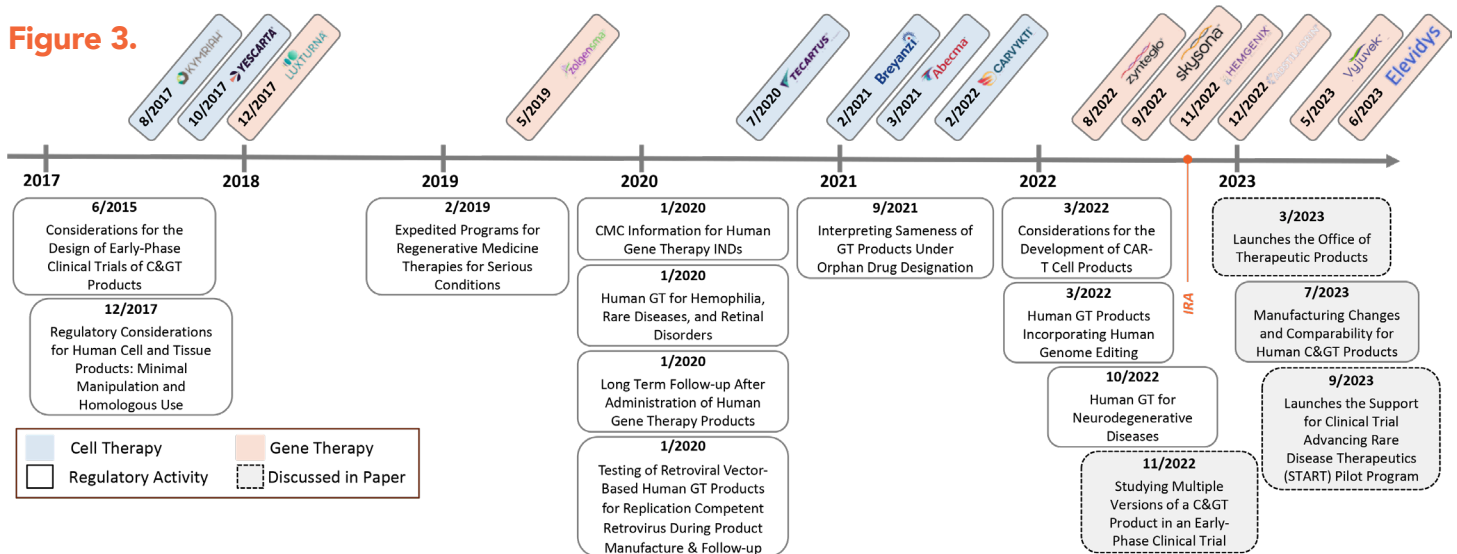 Figure 3.
8/2017 KYMRIAH
10/2017 YESCARTA
12/2017 LUXTURNA
5/2019 zolgensma
7/2020 TECARTUS
2/2021 Breyanzi
3/2021 Abecma
2/2022 CARVYKTI
8/2022 zynteglo
9/2022 skysona
11/2022 HEMGENIX
12/2022
5/2023 Vyjuvek
6/2023 Elevidys
2017
2018
2019
2020
2021
2022
2023
IRA
6/2015
Considerations for the
Design of Early-Phase
Clinical Trials of C&GT
Products
12/2017
Regulatory Considerations
for Human Cell and Tissue
Products: Minimal
Manipulation and
Homologous Use
2/2019
Expedited Programs for
Regenerative Medicine
Therapies for Serious
Conditions
1/2020
CMC Information for Human
Gene Therapy INDs
1/2020
Human GT for Hemophilia,
Rare Diseases, and Retinal
Disorders
1/2020
Long Term Follow-up After
Administration of Human
Gene Therapy Products
1/2020
Testing of Retroviral Vector-
Based Human GT Products
for Replication Competent
Retrovirus During Product
Manufacture & Follow-up
9/2021
Interpreting Sameness of
GT Products Under
Orphan Drug Designation
3/2022
Considerations for the
Development of CAR-
T Cell Products
3/2022
Human GT Products
Incorporating Human
Genome Editing
10/2022
Human GT for
Neurodegenerative
Diseases
11/2022
Studying Multiple
Versions of a C&GT
Product in an Early-
Phase Clinical Trial
3/2023
Launches the Office of
Therapeutic Products
7/2023
Manufacturing Changes
and Comparability for
Human C&GT Products
9/2023
Launches the Support
for Clinical Trial
Advancing Rare
Disease Therapeutics
(START) Pilot Program
Cell Therapy
Gene Therapy
Regulatory Activity
Discussed in Paper